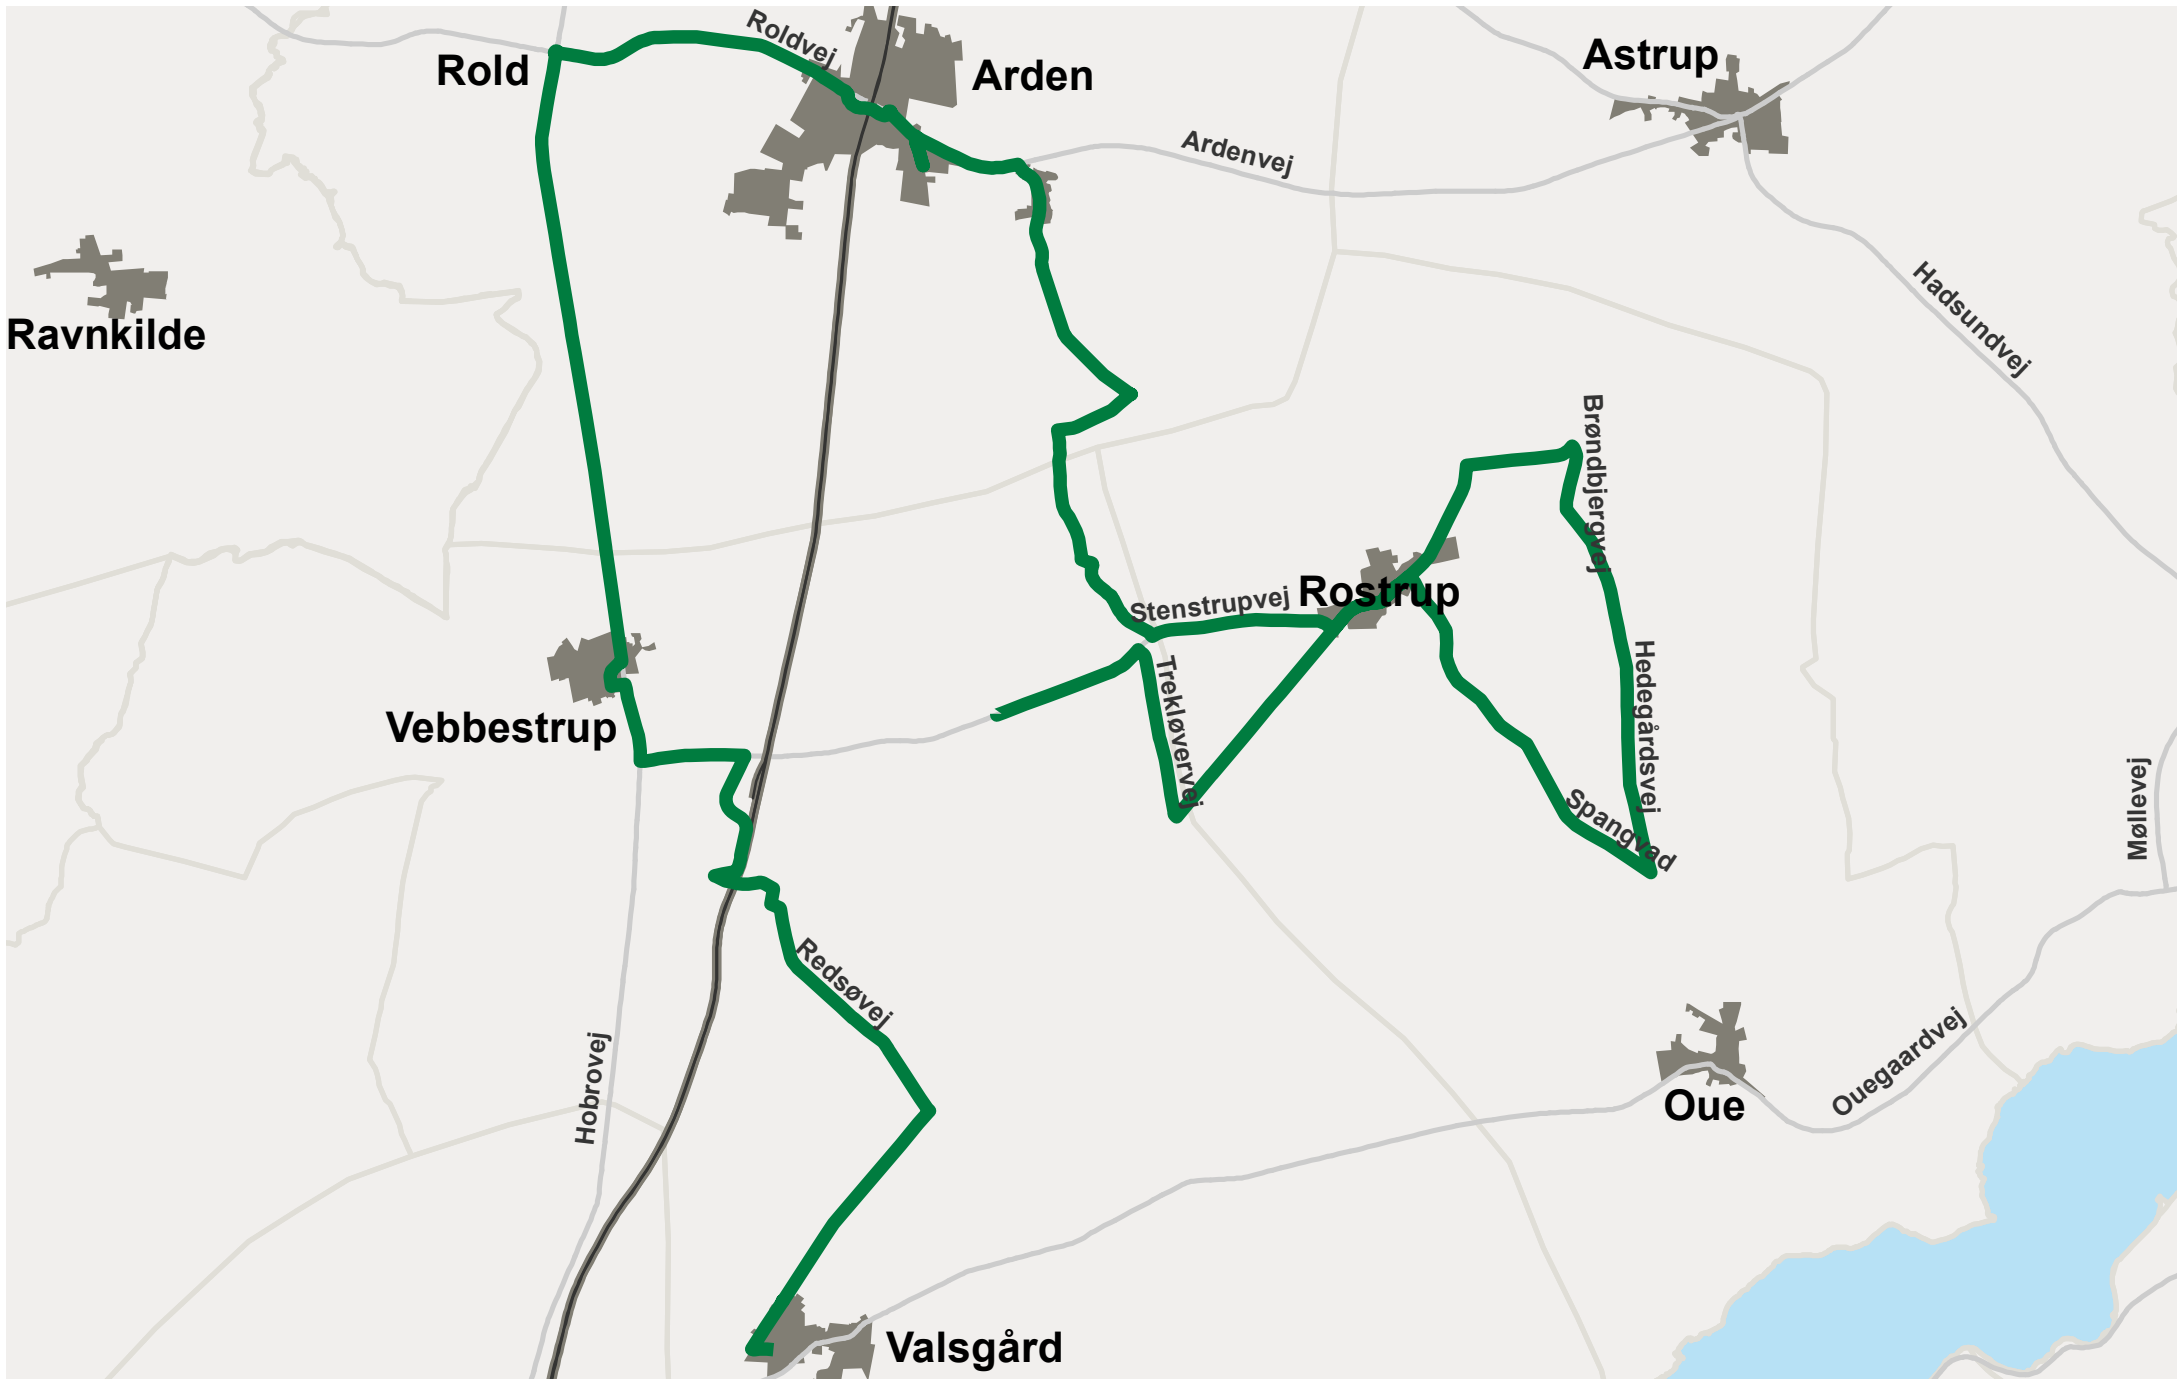 Roldvej
Rold
Arden
Astrup
Ardenvej
Ravnkilde
Hadsundvej
Brøndbjergvej
Stenstrupvej
Rostrup
Vebbestrup
Trekløvervej
Hedegårdsvej
Spangvad
Møllevej
Redsøvej
Hobrovej
Ouegaardvej
Oue
Valsgård